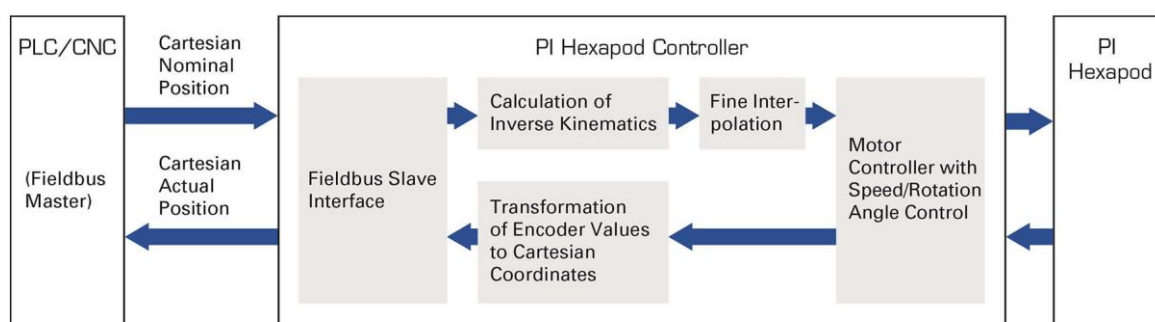 PLC/CNC
(Fieldbus
Master)
Cartesian
Nominal
Position
Cartesian
Actual
Position
PI Hexapod Controller
Fieldbus Slave
Interface
Calculation of
Inverse Kinematics
Fine Inter-
polation
Transformation
of Encoder Values
to Cartesian
Coordinates
Motor
Controller with
Speed/Rotation
Angle Control
PI
Hexapod